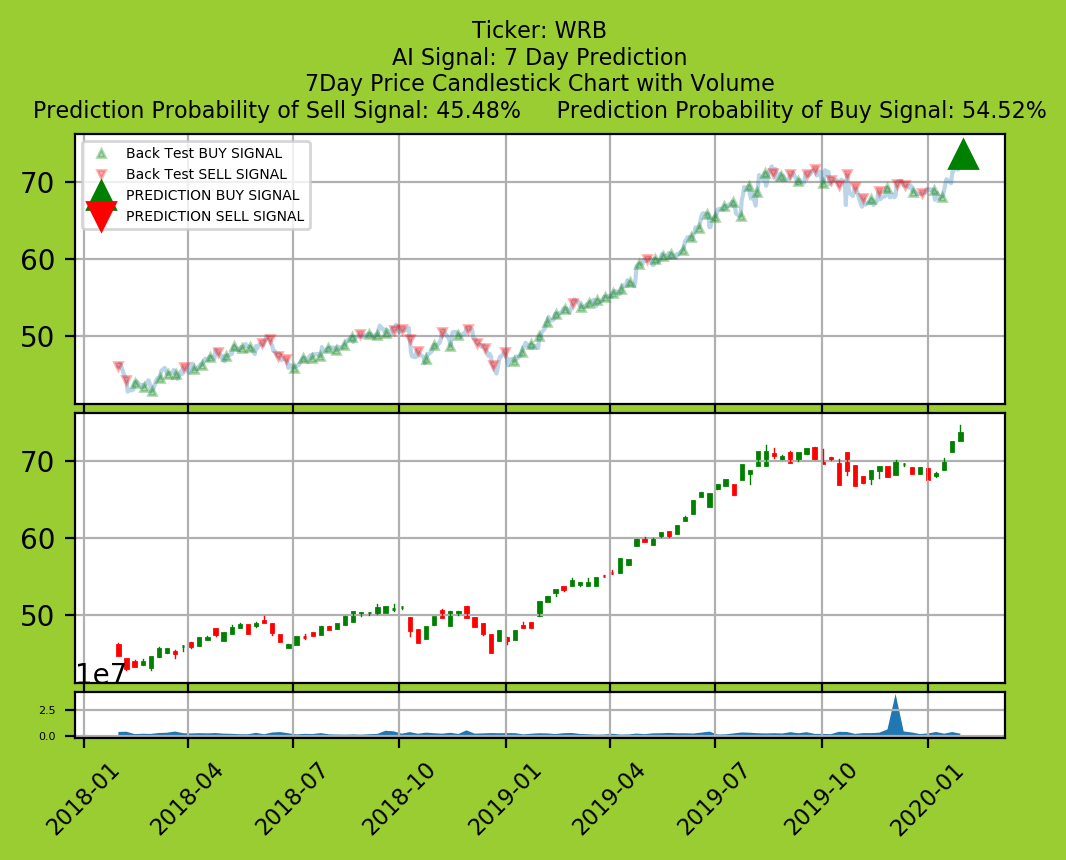 Ticker: WRB
AI Signal: 7 Day Prediction
7Day Price Candlestick Chart with Volume
Prediction Probability of Sell Signal: 45.48%     Prediction Probability of Buy Signal: 54.52%
Back Test BUY SIGNAL
Back Test SELL SIGNAL
PREDICTION BUY SIGNAL
PREDICTION SELL SIGNAL
70
60
50
70
60
50
1e7
2.5
0.0
2018-01 2018-04 2018-07 2018-10 2019-01 2019-04 2019-07 2019-10 2020-01